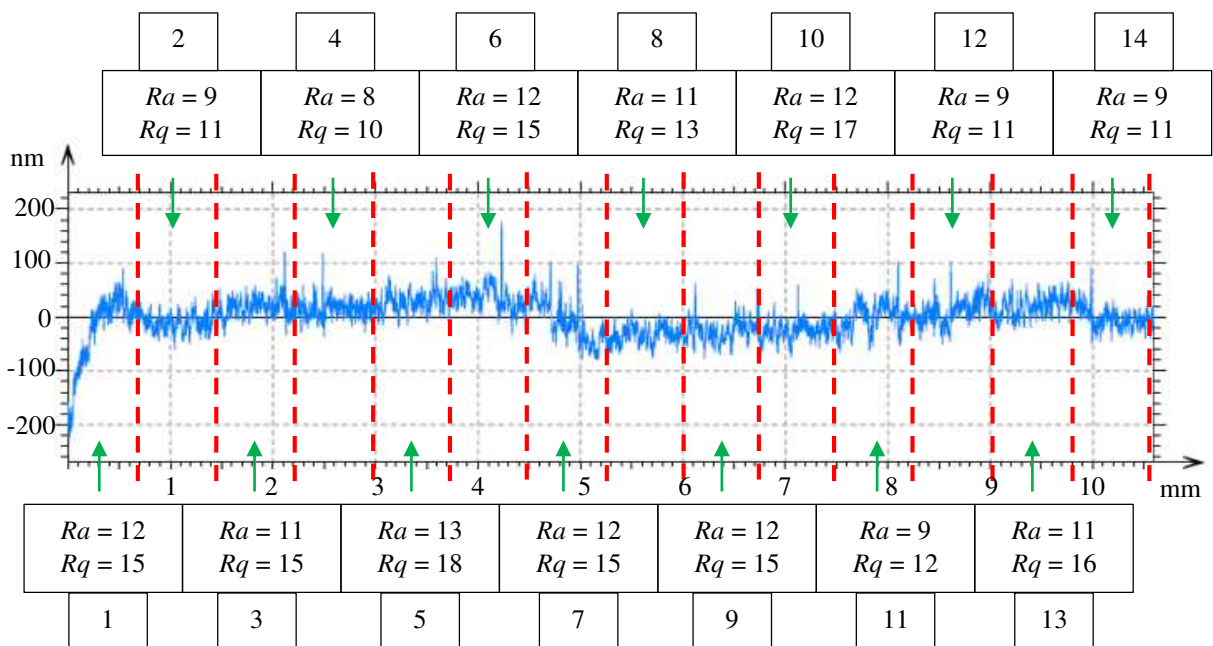 2 4 6 8 10 12 14
Ra = 9 Ra = 8 Ra = 12 Ra = 11 Ra = 12 Ra = 9 Ra = 9
Rq = 11 Rq = 10 Rq = 15 Rq = 13 Rq = 17 Rq = 11 Rq = 11
nm
200
100
0
-100
-200
1 2 3 4 5 6 7 8 9 10 mm
Ra = 12 Ra = 11 Ra = 13 Ra = 12 Ra = 12 Ra = 9 Ra = 11
Rq = 15 Rq = 15 Rq = 18 Rq = 15 Rq = 15 Rq = 12 Rq = 16
1 3 5 7 9 11 13